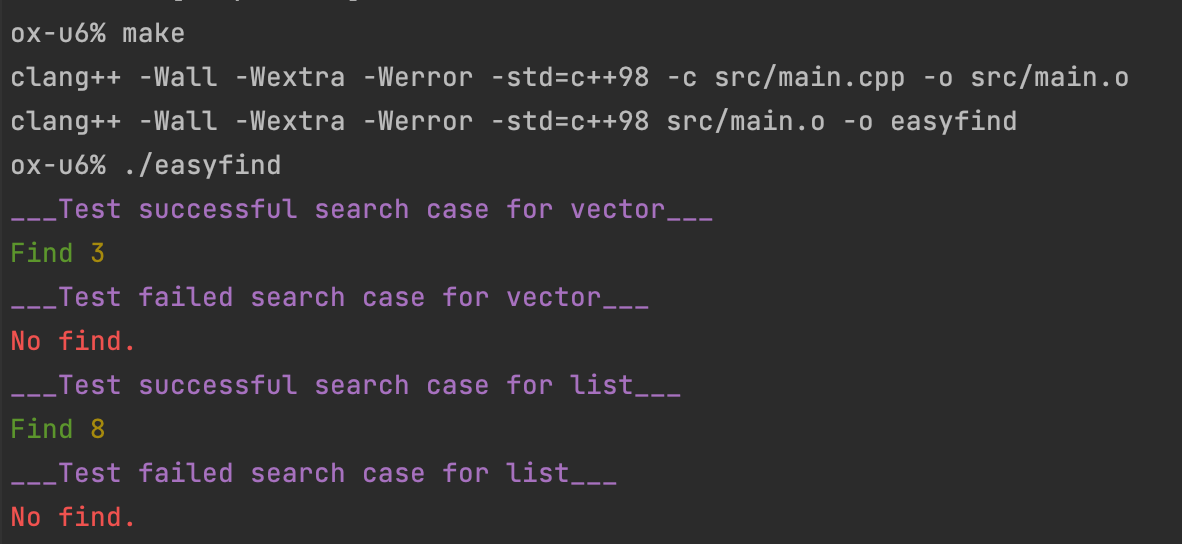 ox-u6% make
clang++ -Wall -Wextra -Werror -std=c++98 -c src/main.cpp -o src/main.o
clang++ -Wall -Wextra -Werror -std=c++98 src/main.o -o easyfind
ox-u6% ./easyfind
___Test successful search case for vector___
Find 3
___Test failed search case for vector___
No find.
___Test successful search case for list___
Find 8
___Test failed search case for list___
No find.